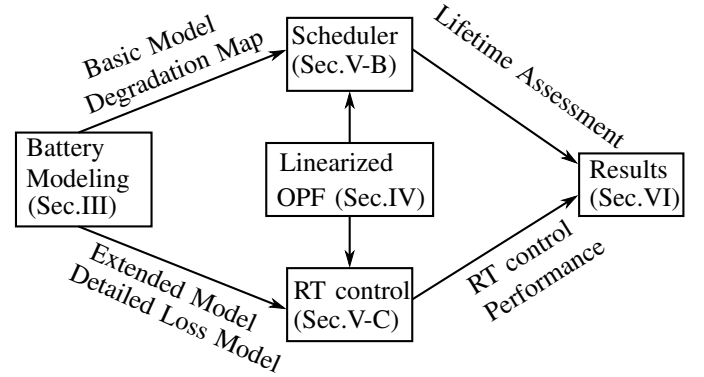 Basic Model
Degradation Map
Scheduler
(Sec.V-B)
Lifetime Assessment
Battery
Modeling
(Sec.III)
Linearized
OPF (Sec.IV)
Results
(Sec.VI)
Extended Model
Detailed Loss Model
RT control
(Sec.V-C)
RT control
Performance